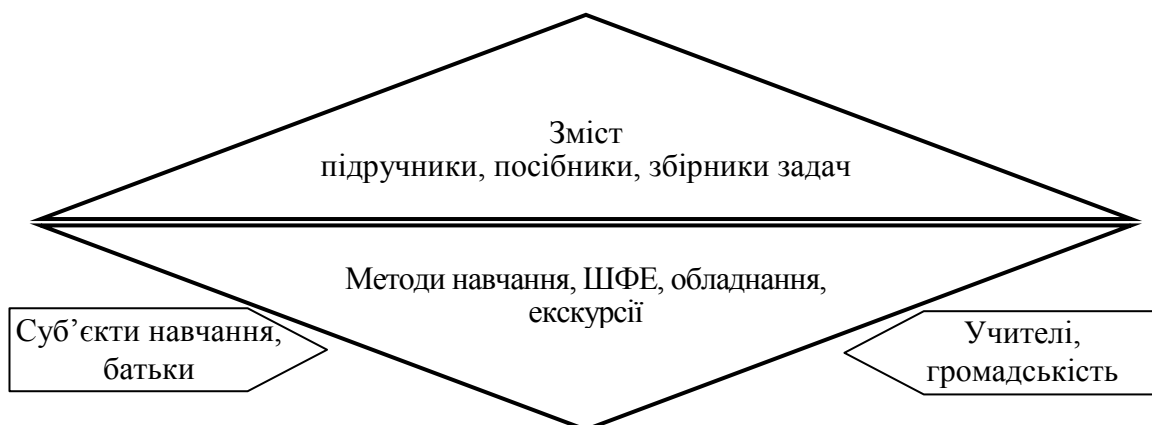 Зміст
підручники, посібники, збірники задач
Методи навчання, ШФЕ, обладнання,
екскурсії
Суб’єкти навчання,
батьки
Учителі,
громадськість